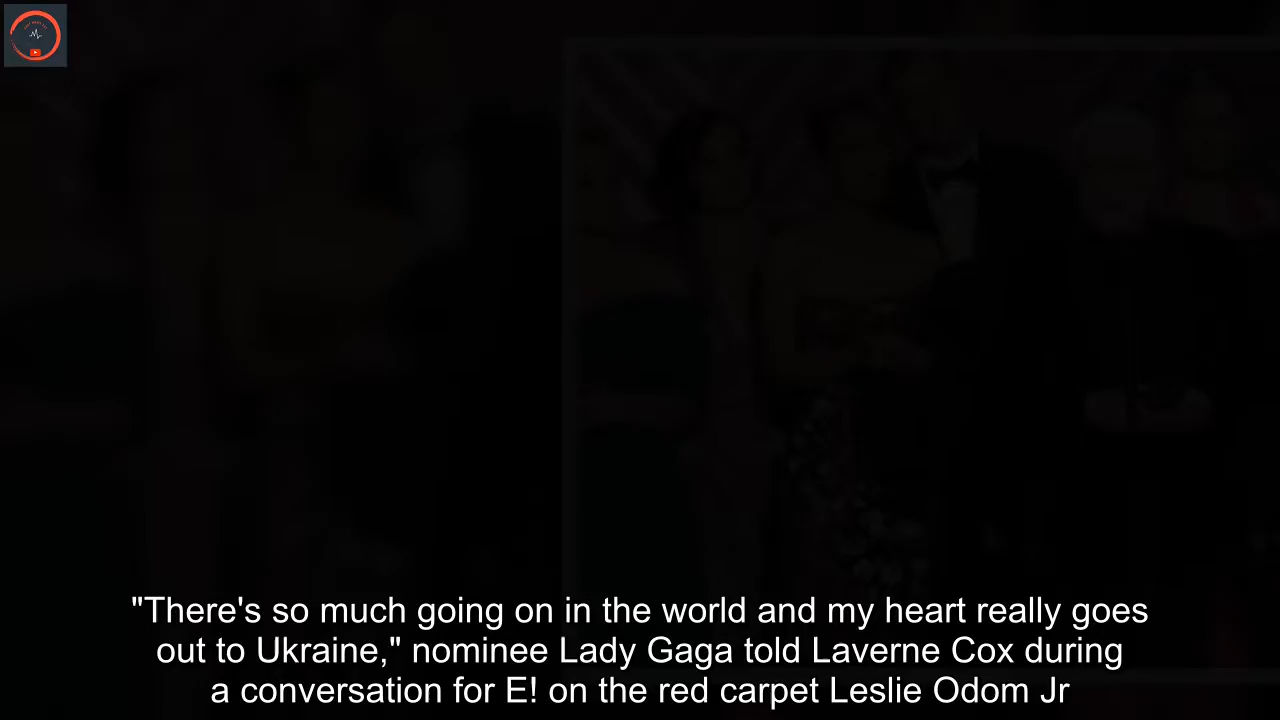 "There's so much going on in the world and my heart really goes
out to Ukraine," nominee Lady Gaga told Laverne Cox during
a conversation for E! on the red carpet Leslie Odom Jr